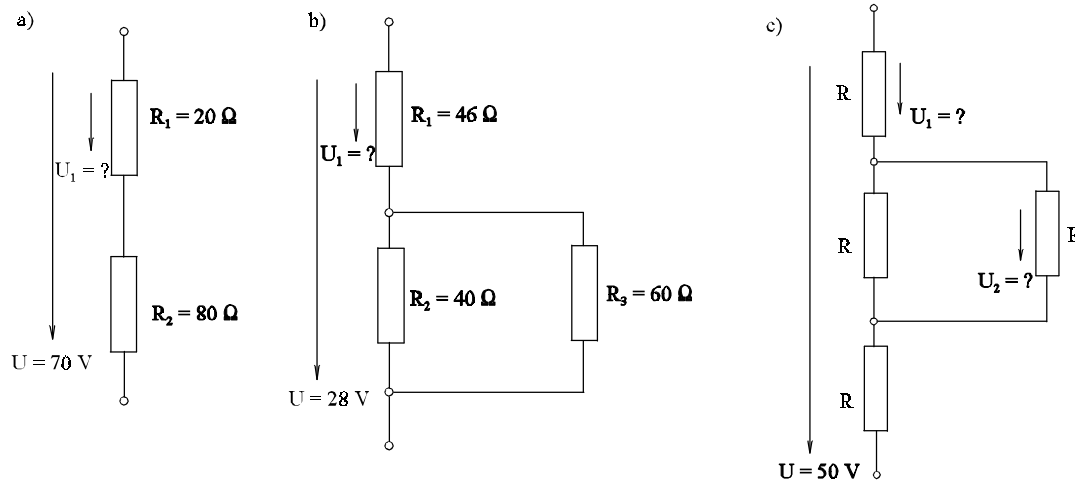 a)
R₁ = 20 Ω
U₁ = ?
R₂ = 80 Ω
U = 70 V
b)
R₁ = 46 Ω
U₁ = ?
R₂ = 40 Ω
R₃ = 60 Ω
U = 28 V
c)
R
U₁ = ?
R
U₂ = ?
R
U = 50 V